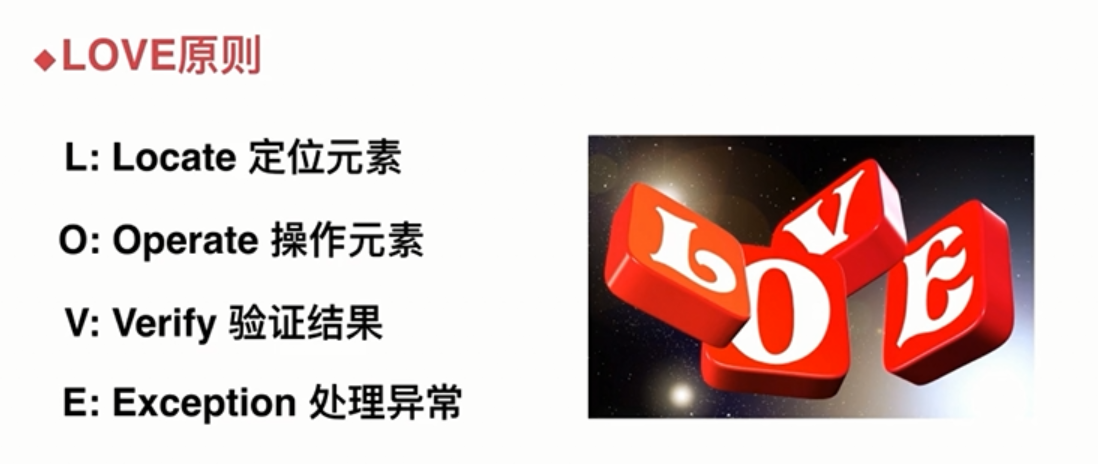 ◆LOVE原则
L: Locate 定位元素
O: Operate 操作元素
V: Verify 验证结果
E: Exception 处理异常
L O V E